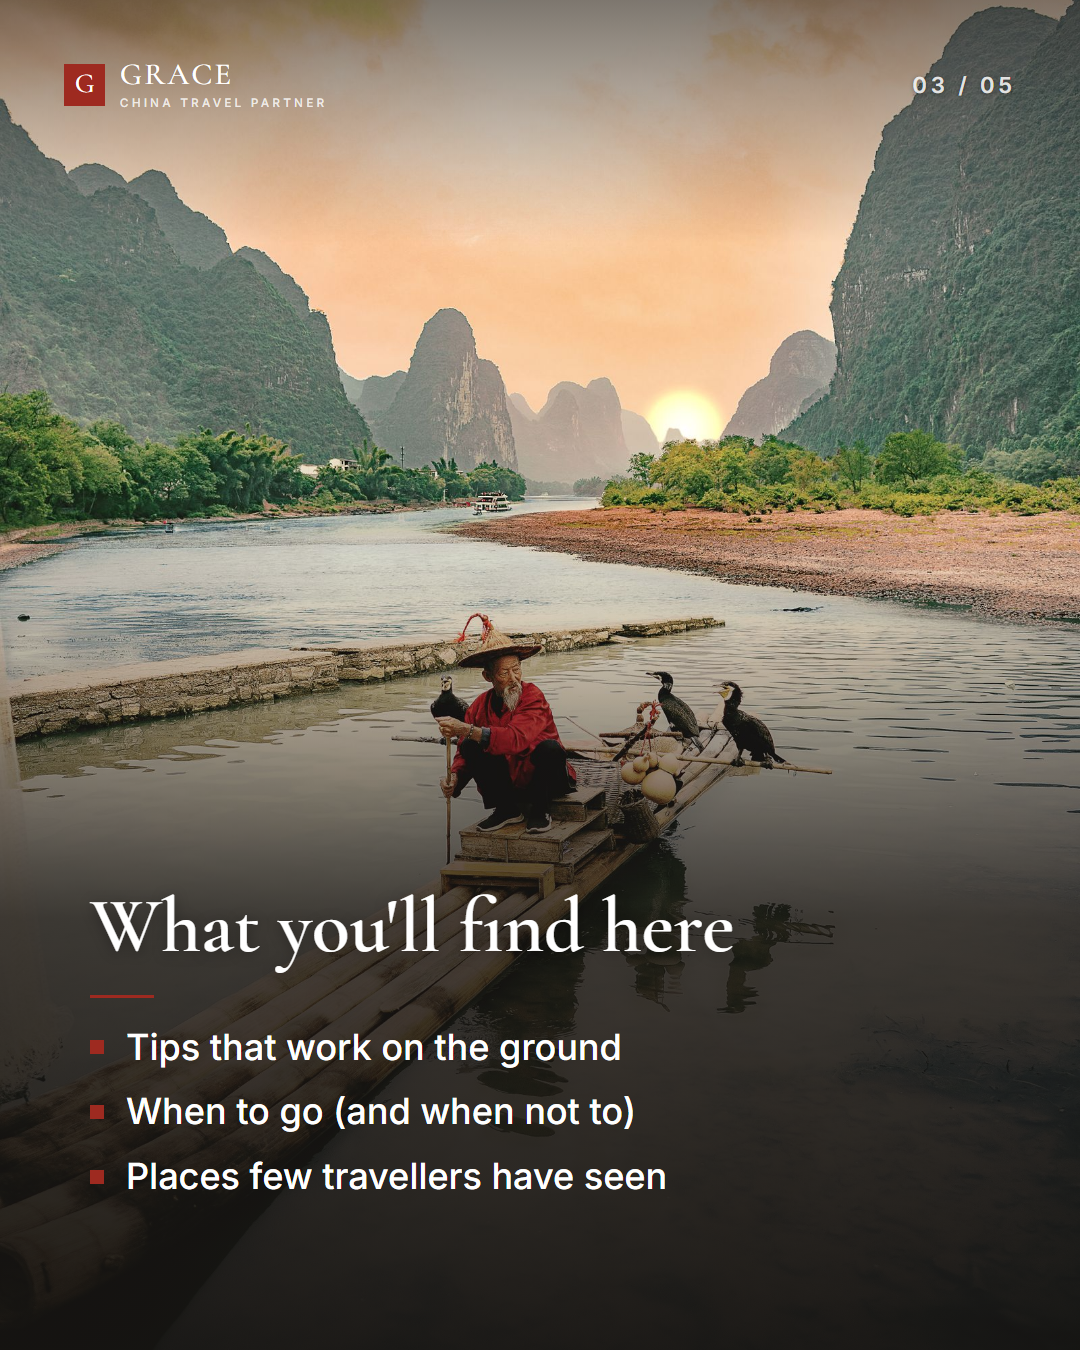 G
GRACE
CHINA TRAVEL PARTNER
03 / 05
What you'll find here
Tips that work on the ground
When to go (and when not to)
Places few travellers have seen